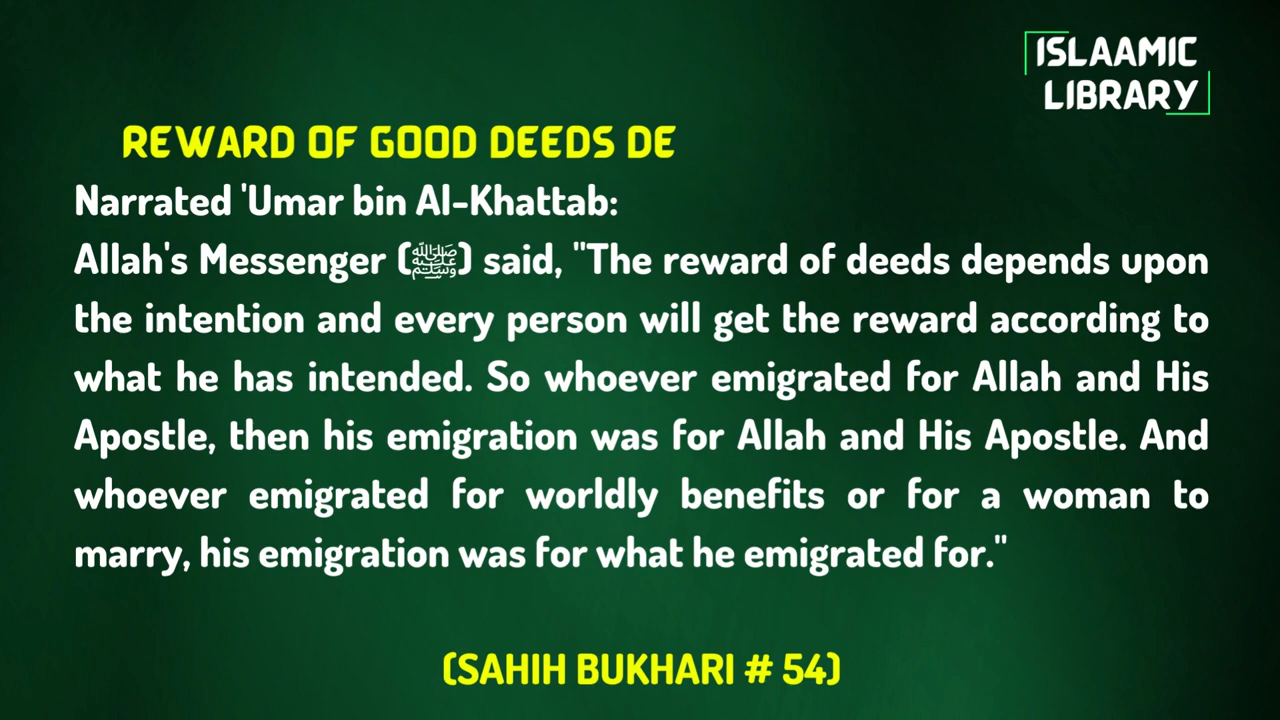 ISLAAMIC
LIBRARY
REWARD OF GOOD DEEDS DE
Narrated 'Umar bin Al-Khattab:
Allah's Messenger (ﷺ) said, "The reward of deeds depends upon
the intention and every person will get the reward according to
what he has intended. So whoever emigrated for Allah and His
Apostle, then his emigration was for Allah and His Apostle. And
whoever emigrated for worldly benefits or for a woman to
marry, his emigration was for what he emigrated for."
(SAHIH BUKHARI # 54)